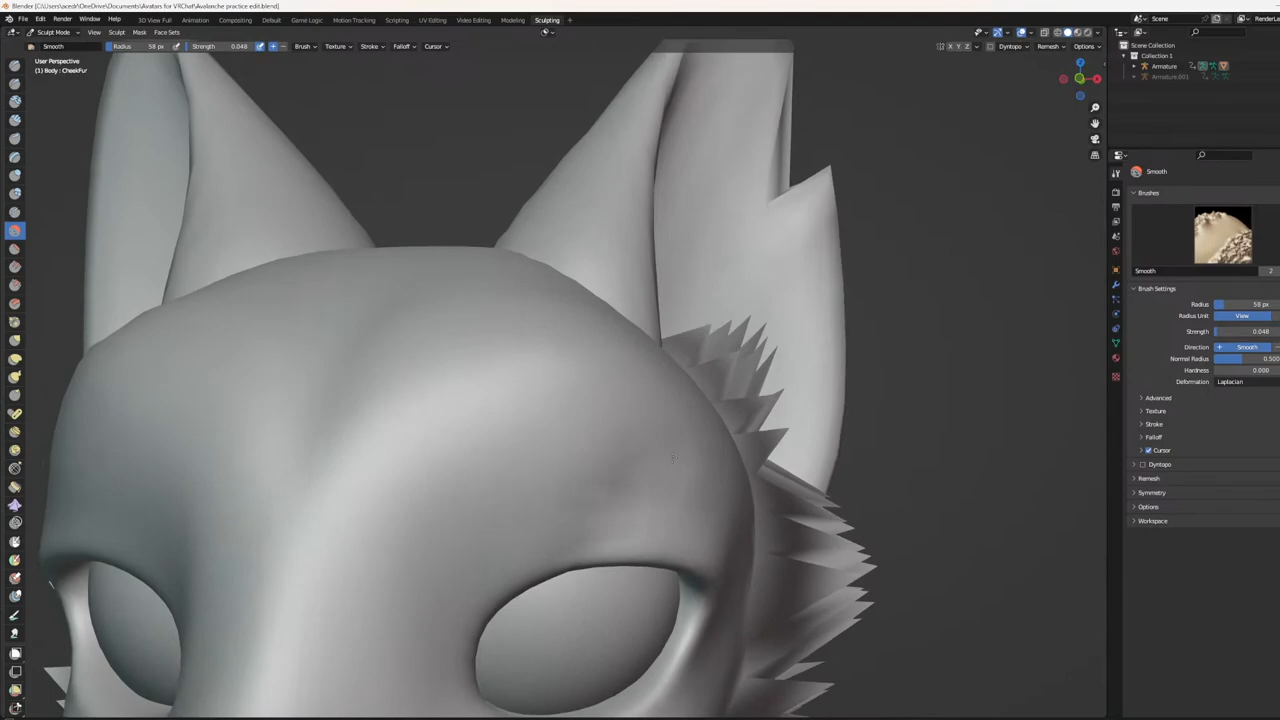 Blender [C:\Users\acedr\OneDrive\Documents\Avatars for VRChat\Avalanche practice edit.blend]
File Edit Render Window Help 3D View Full Animation Compositing Default Game Logic Motion Tracking Scripting UV Editing Video Editing Modeling Sculpting + Scene RenderLa
Sculpt Mode
Smooth Radius 58 px Strength 0.048 Brush Texture Stroke Falloff Cursor X Y Z Dyntopo Remesh Options
User Perspective
(1) Body : CheekFur
Scene Collection
Collection 1
Armature
Armature.001
Smooth
Brushes
Smooth 2
Brush Settings
Radius 58 px
Radius Unit View
Strength 0.048
Direction + Smooth
Normal Radius 0.500
Hardness 0.000
Deformation Laplacian
Advanced
Texture
Stroke
Falloff
Cursor
Dyntopo
Remesh
Symmetry
Options
Workspace